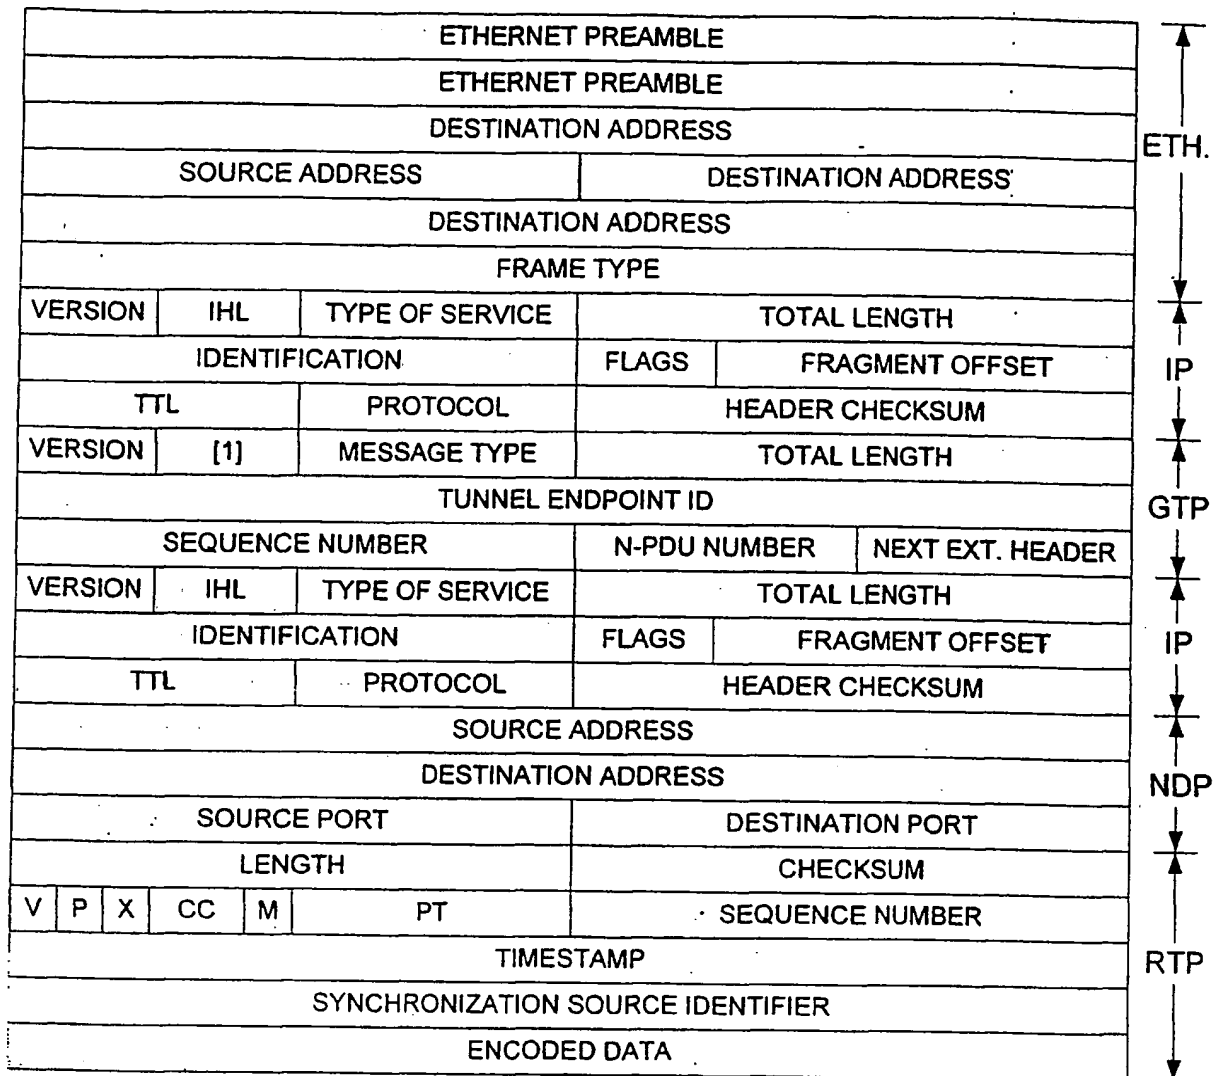 ETHERNET PREAMBLE
ETHERNET PREAMBLE
DESTINATION ADDRESS
ETH.
SOURCE ADDRESS DESTINATION ADDRESS
DESTINATION ADDRESS
FRAME TYPE
VERSION IHL TYPE OF SERVICE TOTAL LENGTH
IDENTIFICATION FLAGS FRAGMENT OFFSET IP
TTL PROTOCOL HEADER CHECKSUM
VERSION [1] MESSAGE TYPE TOTAL LENGTH
TUNNEL ENDPOINT ID GTP
SEQUENCE NUMBER N-PDU NUMBER NEXT EXT. HEADER
VERSION IHL TYPE OF SERVICE TOTAL LENGTH
IDENTIFICATION FLAGS FRAGMENT OFFSET IP
TTL PROTOCOL HEADER CHECKSUM
SOURCE ADDRESS
DESTINATION ADDRESS NDP
SOURCE PORT DESTINATION PORT
LENGTH CHECKSUM
V P X CC M PT SEQUENCE NUMBER
TIMESTAMP RTP
SYNCHRONIZATION SOURCE IDENTIFIER
ENCODED DATA